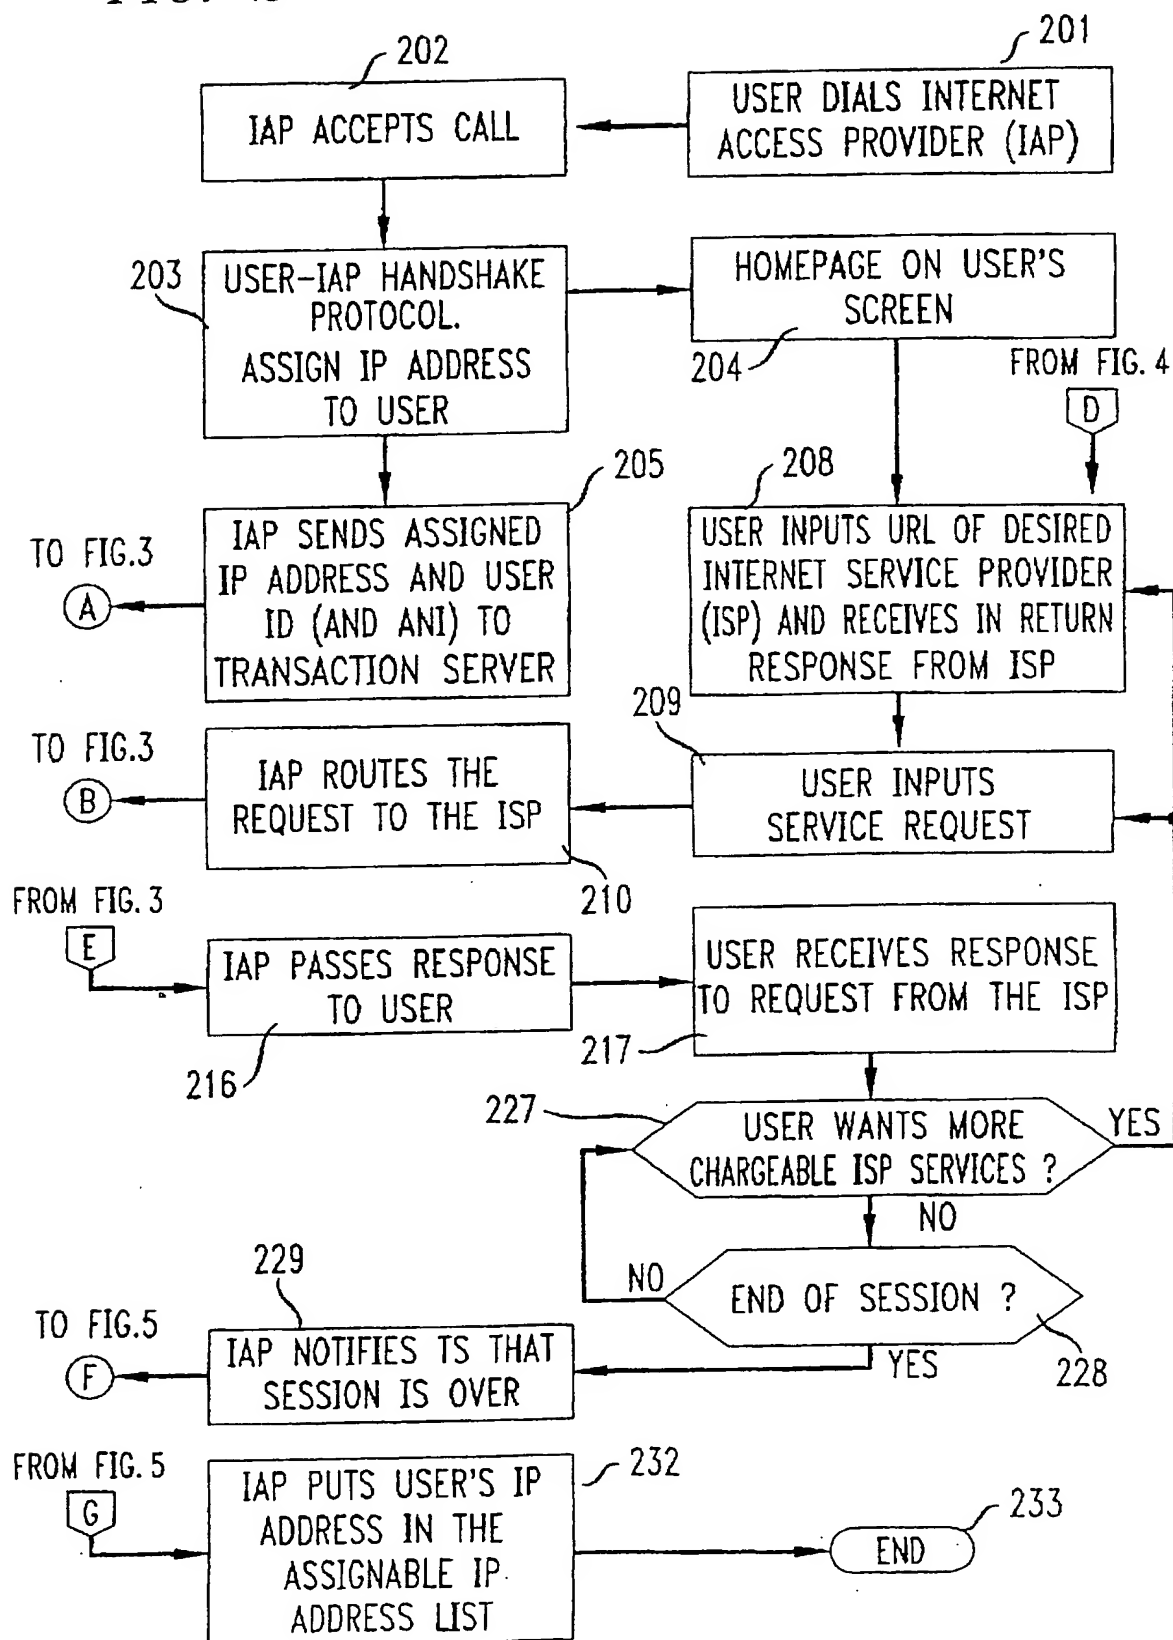 202
201
IAP ACCEPTS CALL
USER DIALS INTERNET
ACCESS PROVIDER (IAP)
203
USER-IAP HANDSHAKE
PROTOCOL.
ASSIGN IP ADDRESS
TO USER
HOMEPAGE ON USER'S
SCREEN
204
FROM FIG. 4
D
205
208
TO FIG.3
A
IAP SENDS ASSIGNED
IP ADDRESS AND USER
ID (AND ANI) TO
TRANSACTION SERVER
USER INPUTS URL OF DESIRED
INTERNET SERVICE PROVIDER
(ISP) AND RECEIVES IN RETURN
RESPONSE FROM ISP
209
TO FIG.3
B
IAP ROUTES THE
REQUEST TO THE ISP
210
USER INPUTS
SERVICE REQUEST
FROM FIG. 3
E
IAP PASSES RESPONSE
TO USER
216
USER RECEIVES RESPONSE
TO REQUEST FROM THE ISP
217
227
USER WANTS MORE
CHARGEABLE ISP SERVICES ?
YES
NO
END OF SESSION ?
NO
YES
228
229
TO FIG.5
F
IAP NOTIFIES TS THAT
SESSION IS OVER
FROM FIG. 5
G
IAP PUTS USER'S IP
ADDRESS IN THE
ASSIGNABLE IP
ADDRESS LIST
232
233
END